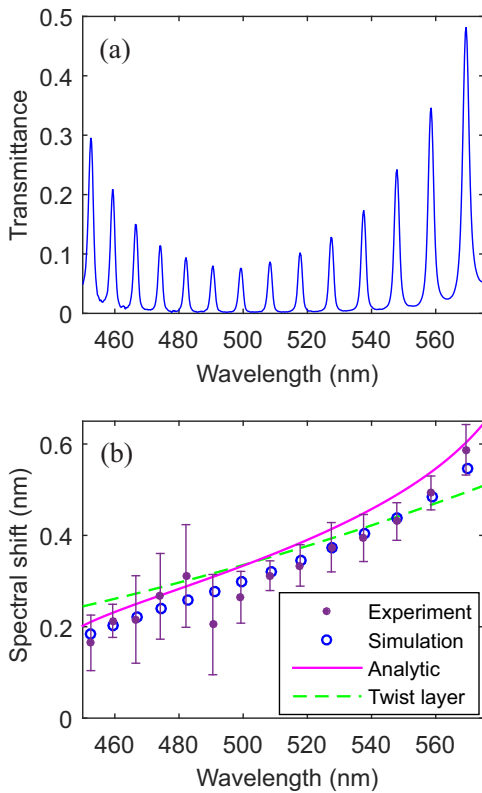 (a)
Transmittance
0.5
0.4
0.3
0.2
0.1
0
460 480 500 520 540 560
Wavelength (nm)
(b)
Spectral shift (nm)
0.6
0.4
0.2
0
Experiment
Simulation
Analytic
Twist layer
460 480 500 520 540 560
Wavelength (nm)